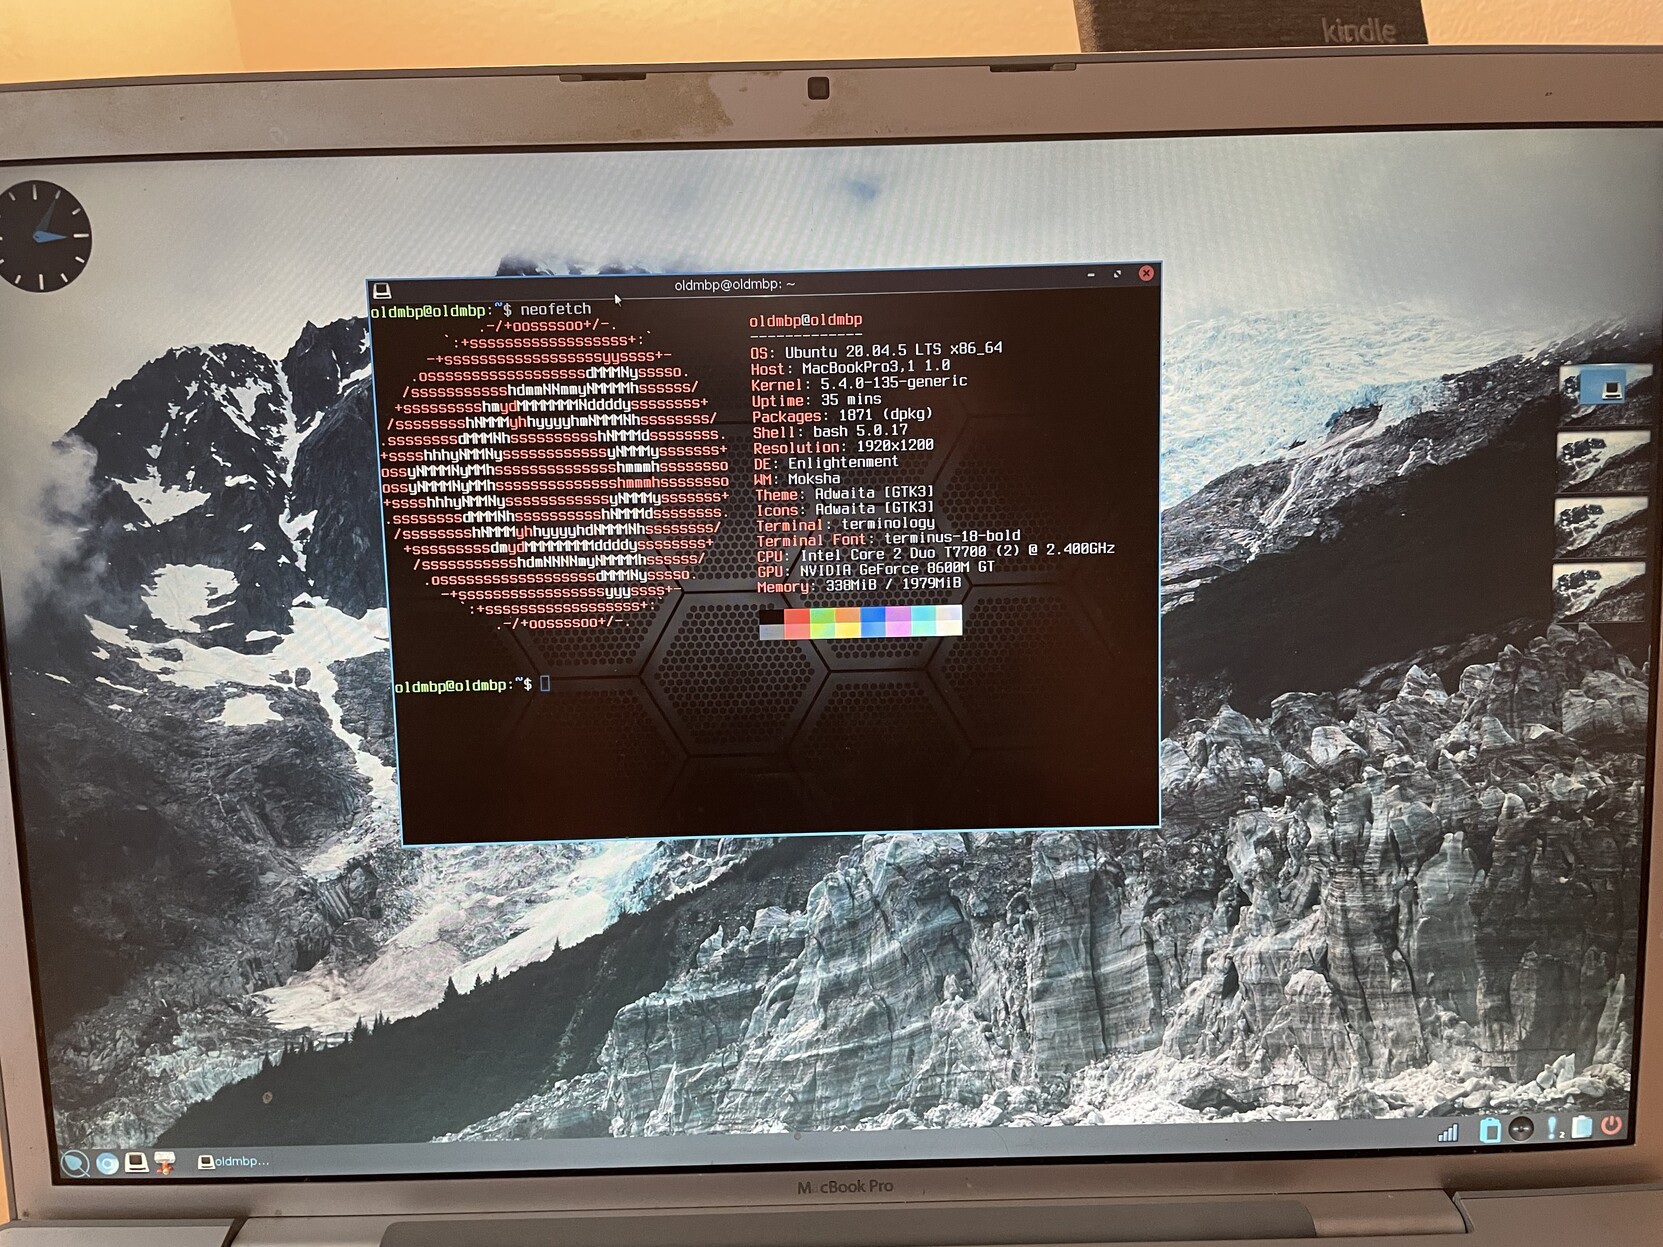 kindle
oldmbp@oldmbp: ~
oldmbp@oldmbp:~$ neofetch
.-/+oossssoo+/-.
`:+ssssssssssssssssss+:`
-+ssssssssssssssssssyyssss+-
.ossssssssssssssssssdMMMNysssso.
/ssssssssssshdmmNNmmyNMMMMhssssss/
+ssssssssshmydMMMMMMMNddddyssssssss+
/sssssssshNMMMyhhyyyyhmNMMMNhssssssss/
.ssssssssdMMMNhsssssssssshNMMMdssssssss.
+sssshhhyNMMNyssssssssssssyNMMMysssssss+
ossyNMMMNyMMhsssssssssssssshmmmhssssssso
ossyNMMMNyMMhsssssssssssssshmmmhssssssso
+sssshhhyNMMNyssssssssssssyNMMMysssssss+
.ssssssssdMMMNhsssssssssshNMMMdssssssss.
/sssssssshNMMMyhhyyyyhdNMMMNhssssssss/
+sssssssssdmydMMMMMMMMddddyssssssss+
/ssssssssssshdmNNNNmyNMMMMhssssss/
.ossssssssssssssssssdMMMNysssso.
-+sssssssssssssssssyyyssss+-
`:+ssssssssssssssssss+:`
.-/+oossssoo+/-.
oldmbp@oldmbp
-------------
OS: Ubuntu 20.04.5 LTS x86_64
Host: MacBookPro3,1 1.0
Kernel: 5.4.0-135-generic
Uptime: 35 mins
Packages: 1871 (dpkg)
Shell: bash 5.0.17
Resolution: 1920x1200
DE: Enlightenment
WM: Moksha
Theme: Adwaita [GTK3]
Icons: Adwaita [GTK3]
Terminal: terminology
Terminal Font: terminus-18-bold
CPU: Intel Core 2 Duo T7700 (2) @ 2.400GHz
GPU: NVIDIA GeForce 8600M GT
Memory: 338MiB / 1979MiB
oldmbp@oldmbp:~$
oldmbp...
2
MacBook Pro